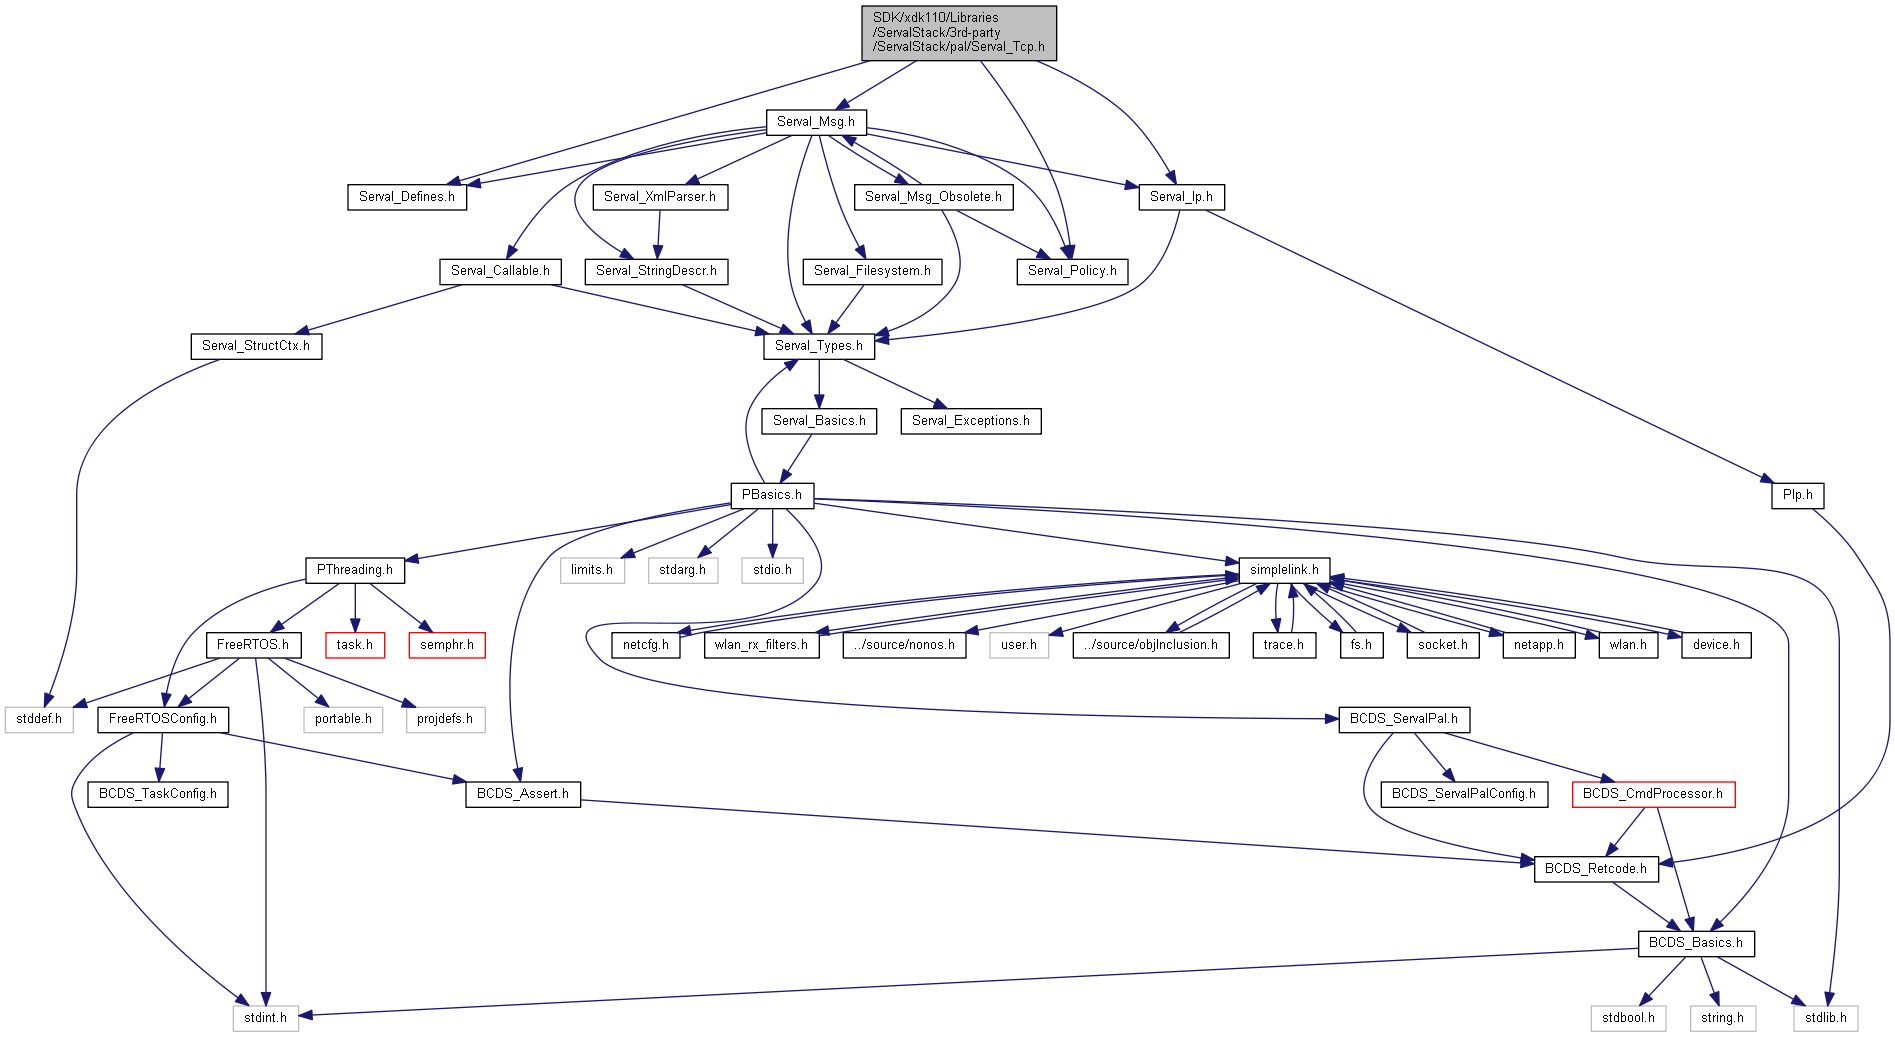 SDK/xdk110/Libraries
/ServalStack/3rd-party
/ServalStack/pal/Serval_Tcp.h
Serval_Msg.h
Serval_Defines.h
Serval_XmlParser.h
Serval_Msg_Obsolete.h
Serval_Ip.h
Serval_Callable.h
Serval_StringDescr.h
Serval_Filesystem.h
Serval_Policy.h
Serval_StructCtx.h
Serval_Types.h
Serval_Basics.h
Serval_Exceptions.h
PBasics.h
PIp.h
PThreading.h
limits.h
stdarg.h
stdio.h
simplelink.h
FreeRTOS.h
task.h
semphr.h
netcfg.h
wlan_rx_filters.h
../source/nonos.h
user.h
../source/objInclusion.h
trace.h
fs.h
socket.h
netapp.h
wlan.h
device.h
stddef.h
FreeRTOSConfig.h
portable.h
projdefs.h
BCDS_ServalPal.h
BCDS_TaskConfig.h
BCDS_Assert.h
BCDS_ServalPalConfig.h
BCDS_CmdProcessor.h
BCDS_Retcode.h
BCDS_Basics.h
stdint.h
stdbool.h
string.h
stdlib.h